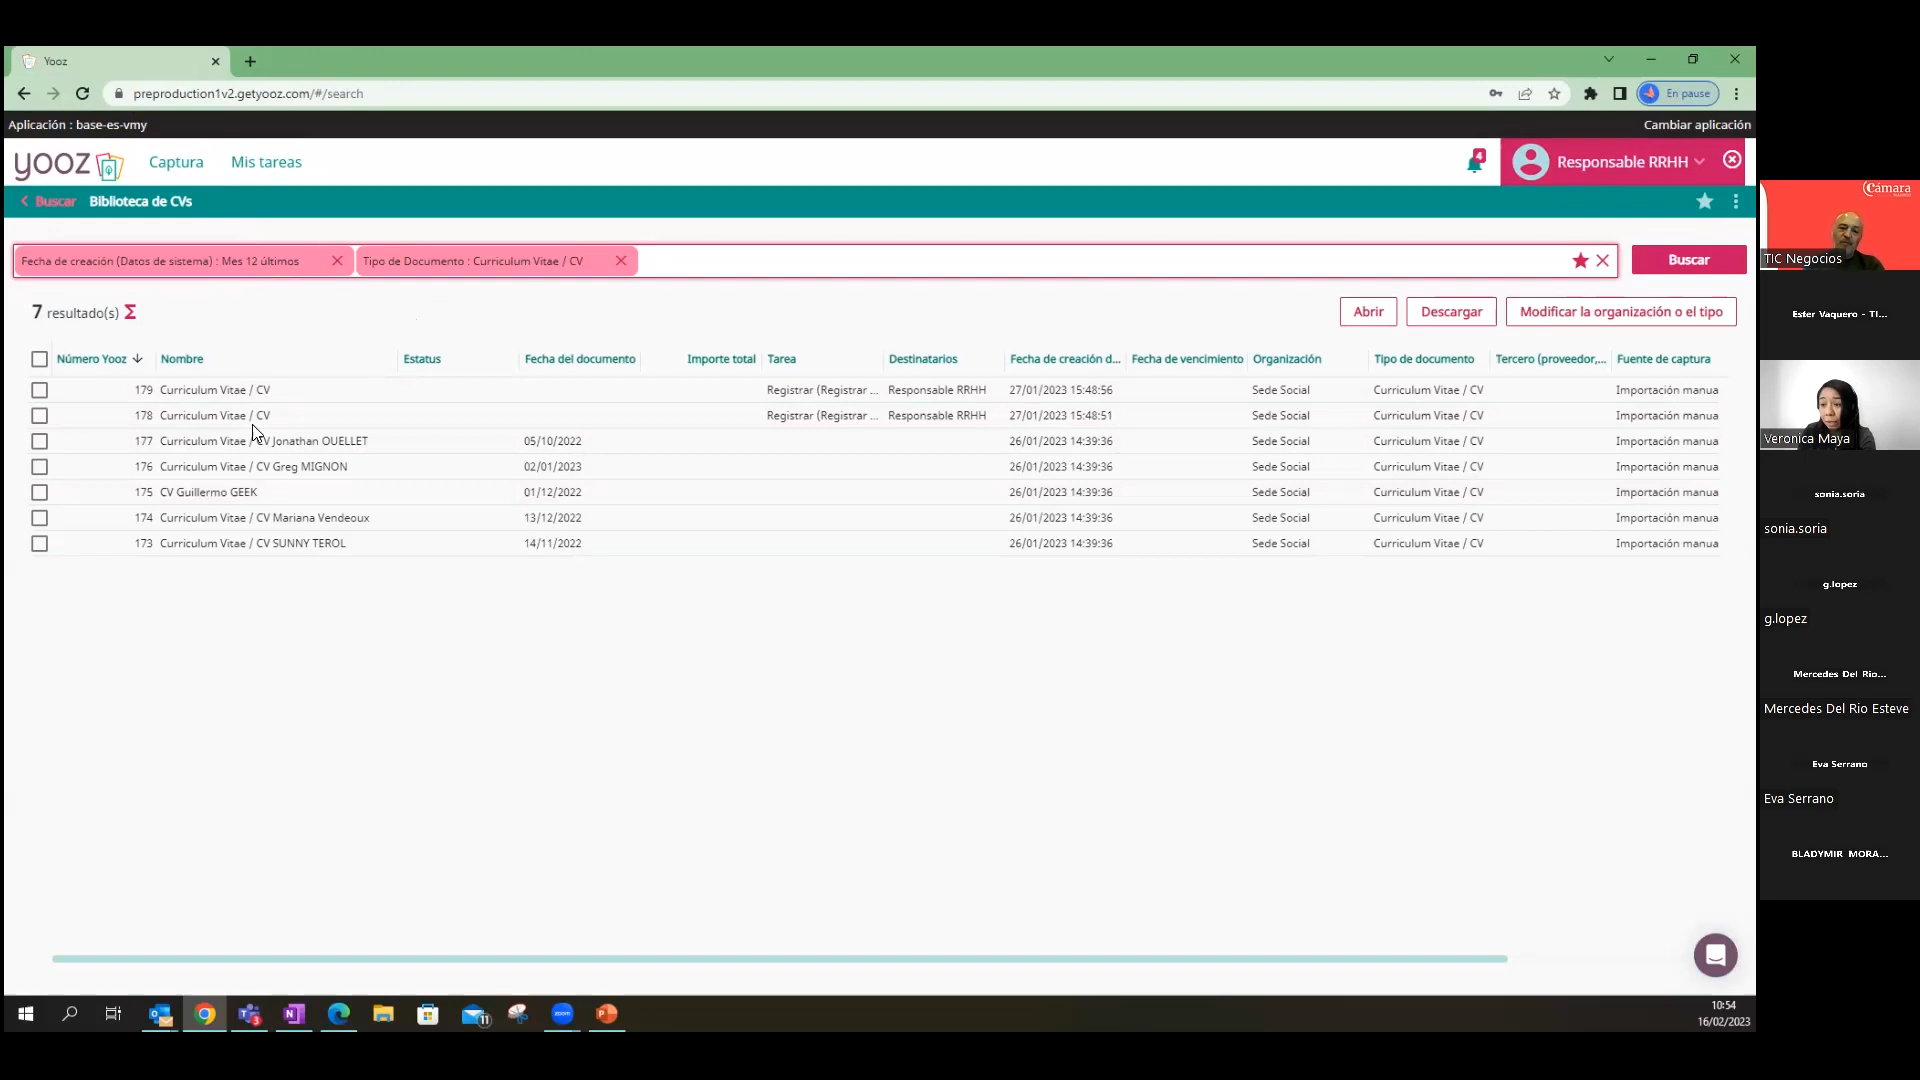 Yooz
preproduction1v2.getyooz.com/#/search
En pause
Aplicación : base-es-vmy
Cambiar aplicación
yooz
Captura
Mis tareas
4
Responsable RRHH
Buscar
Biblioteca de CVs
Fecha de creación (Datos de sistema) : Mes 12 últimos
Tipo de Documento : Curriculum Vitae / CV
Buscar
7 resultado(s) Σ
Abrir
Descargar
Modificar la organización o el tipo
Número Yooz Nombre Estatus Fecha del documento Importe total Tarea Destinatarios Fecha de creación d... Fecha de vencimiento Organización Tipo de documento Tercero (proveedor,... Fuente de captura
179 Curriculum Vitae / CV Registrar (Registrar ... Responsable RRHH 27/01/2023 15:48:56 Sede Social Curriculum Vitae / CV Importación manua
178 Curriculum Vitae / CV Registrar (Registrar ... Responsable RRHH 27/01/2023 15:48:51 Sede Social Curriculum Vitae / CV Importación manua
177 Curriculum Vitae / CV Jonathan OUELLET 05/10/2022 26/01/2023 14:39:36 Sede Social Curriculum Vitae / CV Importación manua
176 Curriculum Vitae / CV Greg MIGNON 02/01/2023 26/01/2023 14:39:36 Sede Social Curriculum Vitae / CV Importación manua
175 CV Guillermo GEEK 01/12/2022 26/01/2023 14:39:36 Sede Social Curriculum Vitae / CV Importación manua
174 Curriculum Vitae / CV Mariana Vendeoux 13/12/2022 26/01/2023 14:39:36 Sede Social Curriculum Vitae / CV Importación manua
173 Curriculum Vitae / CV SUNNY TEROL 14/11/2022 26/01/2023 14:39:36 Sede Social Curriculum Vitae / CV Importación manua
3
11
zoom
10:54
16/02/2023
Cámara
TIC Negocios
Ester Vaquero - TI...
Veronica Maya
sonia.soria
sonia.soria
g.lopez
g.lopez
Mercedes Del Rio...
Mercedes Del Rio Esteve
Eva Serrano
Eva Serrano
BLADYMIR MORA...